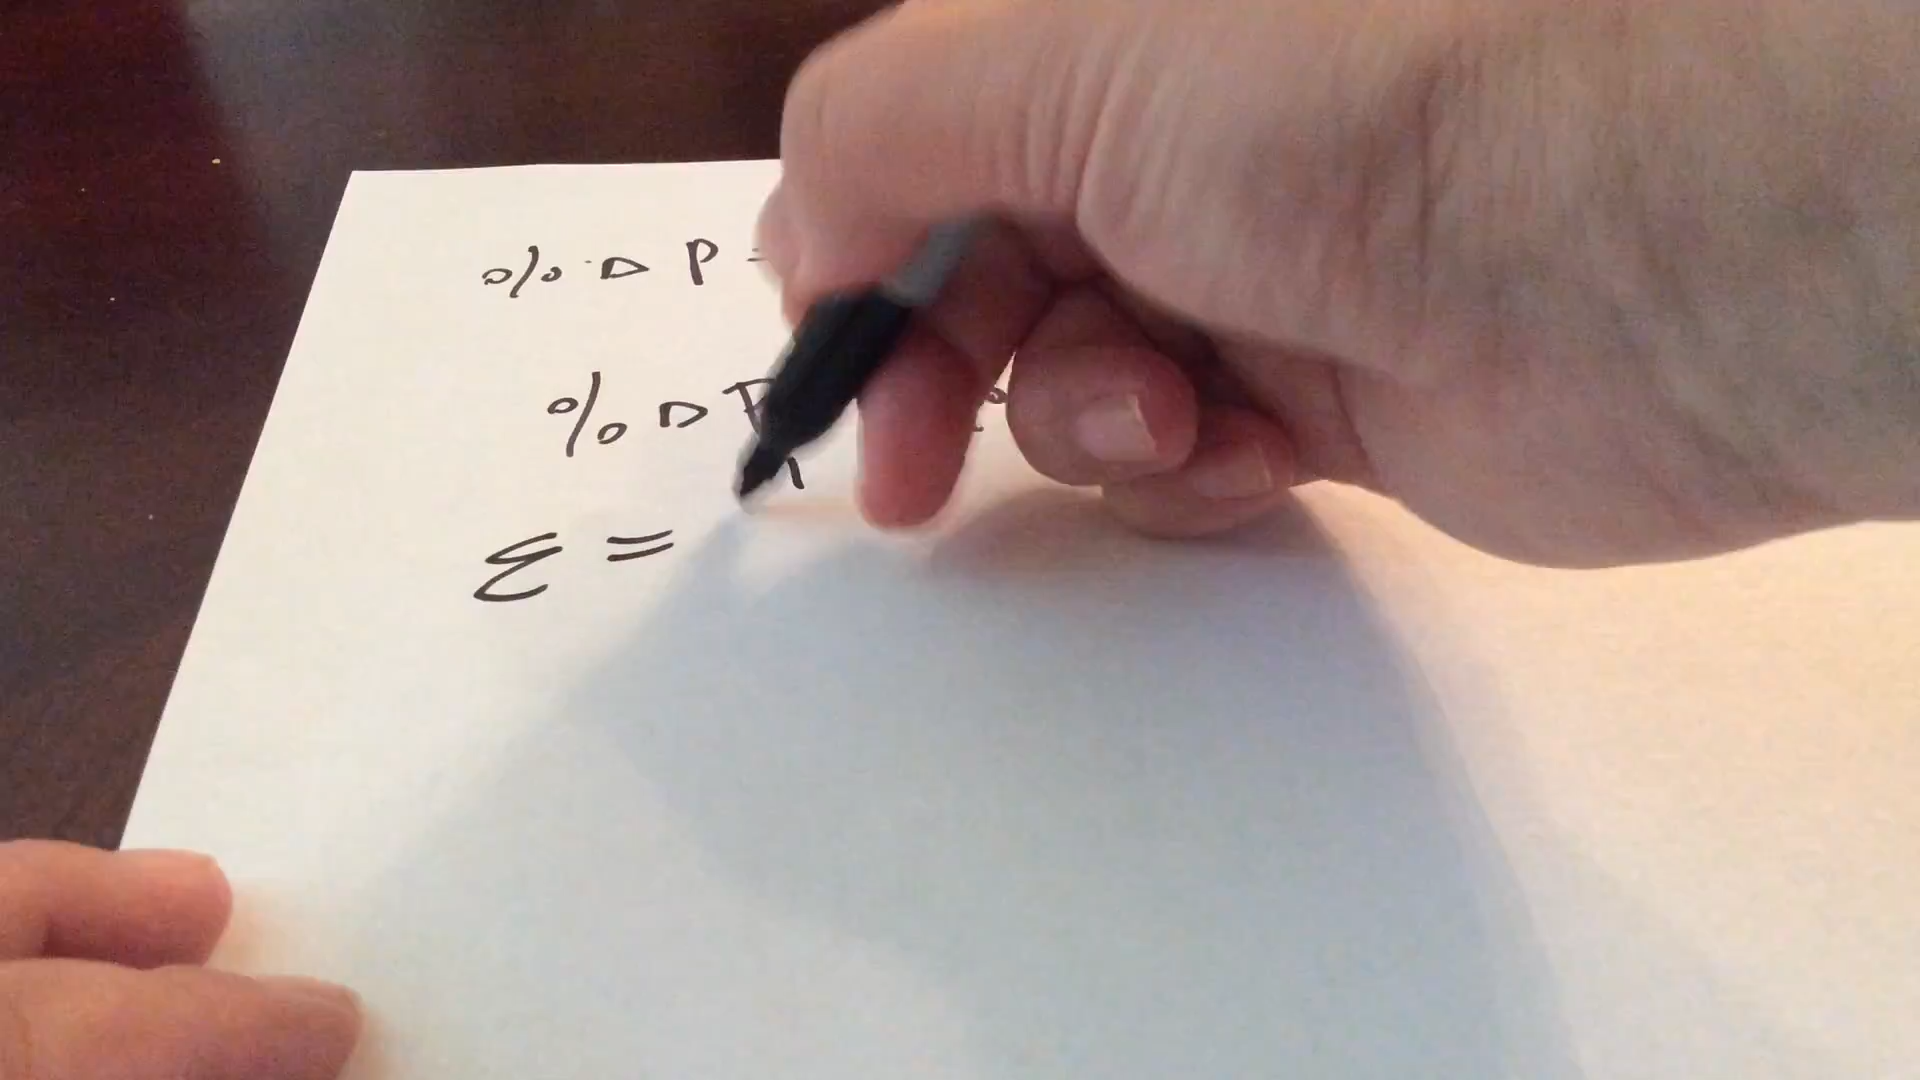 % Δ P =
% Δ P
ε =